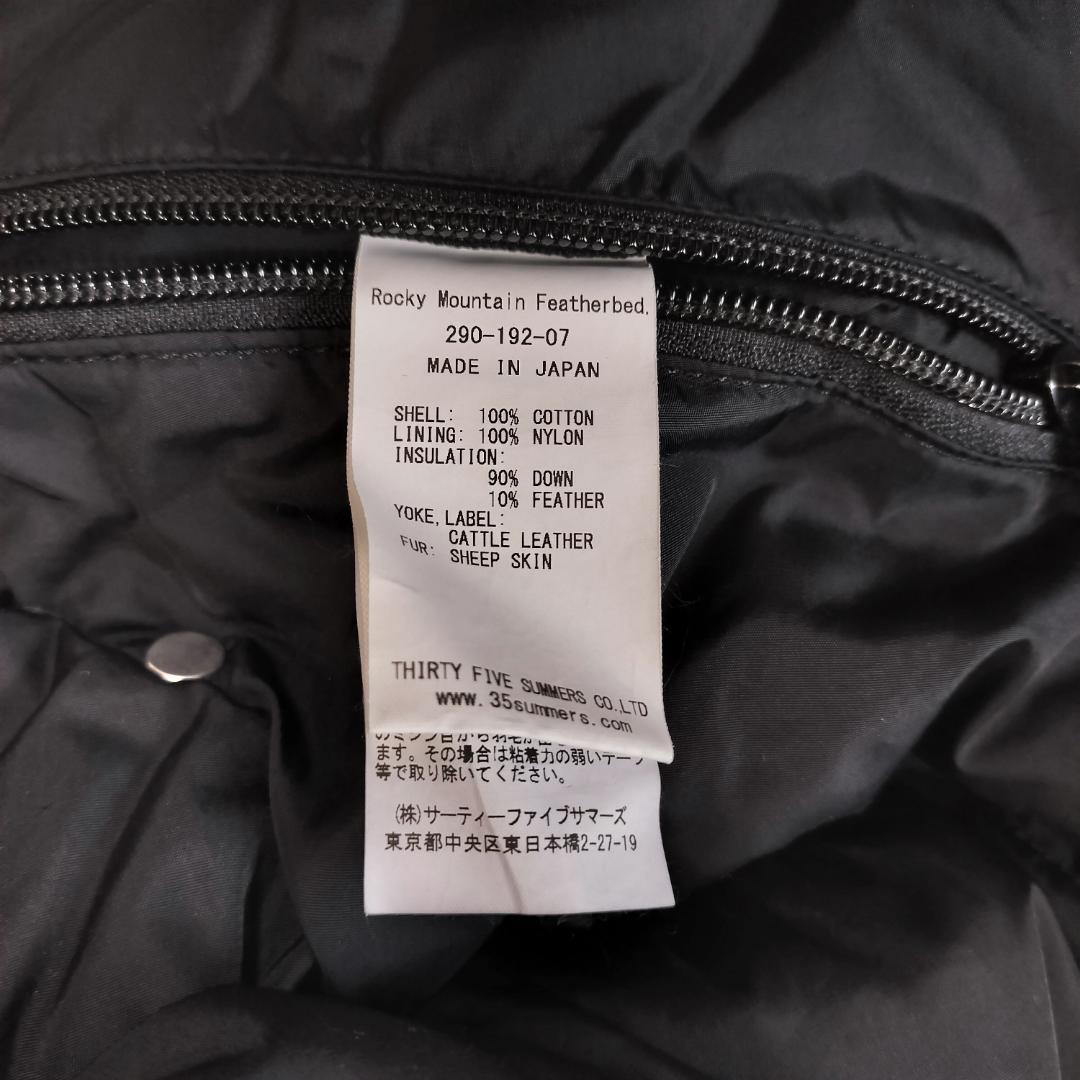 Rocky Mountain Featherbed.
290-192-07
MADE IN JAPAN
SHELL: 100% COTTON
LINING: 100% NYLON
INSULATION:
90% DOWN
10% FEATHER
YOKE, LABEL:
CATTLE LEATHER
FUR: SHEEP SKIN
THIRTY FIVE SUMMERS CO.,LTD
www.35summers.com
ます。その場合は粘着力の弱いテープ
等で取り除いてください。
(株)サーティーファイブサマーズ
東京都中央区東日本橋2-27-19